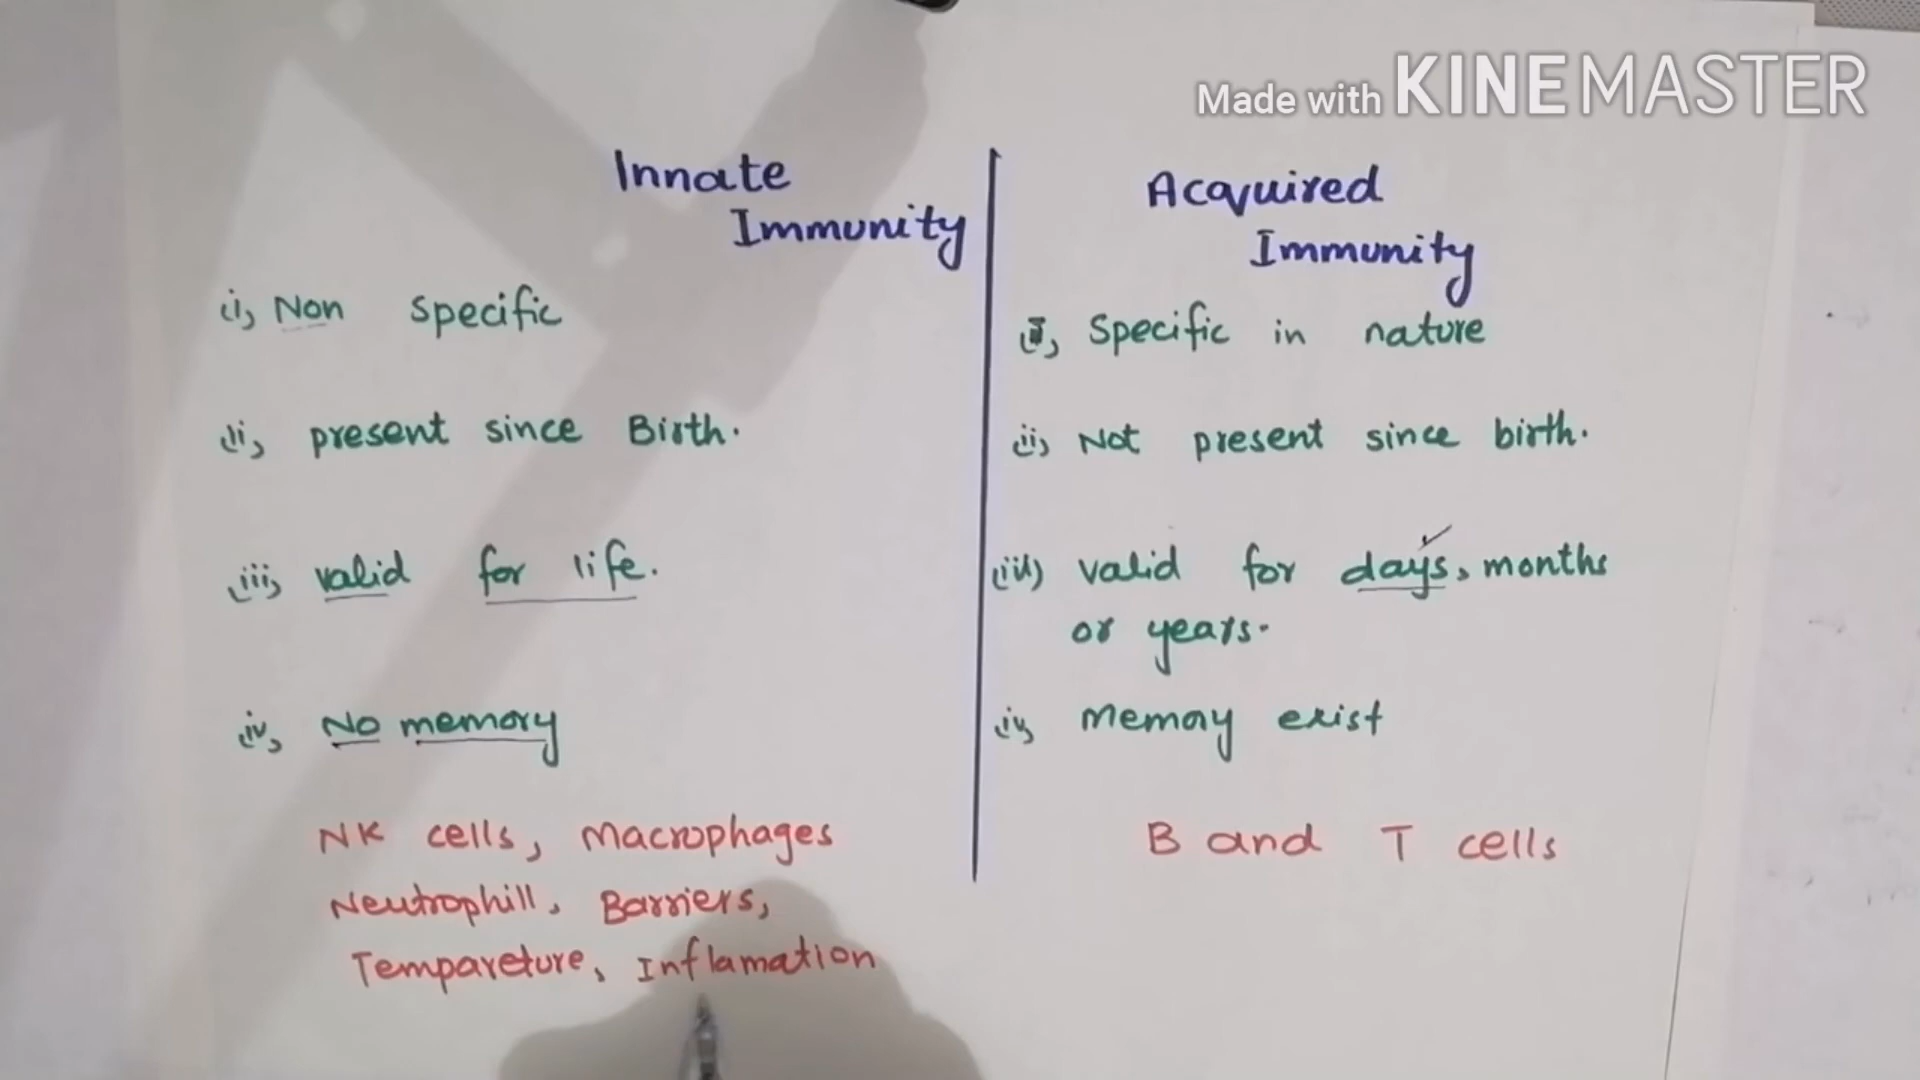 Made with KINEMASTER
Innate
Immunity
(i) Non specific
(ii) present since Birth.
(iii) valid for life.
(iv) No memory
NK cells, Macrophages
Neutrophill, Barriers,
Tempareture, Inflamation
Acquired
Immunity
(i) Specific in nature
(ii) Not present since birth.
(iii) valid for days, months
or years.
(iv) Memoy exist
B and T cells